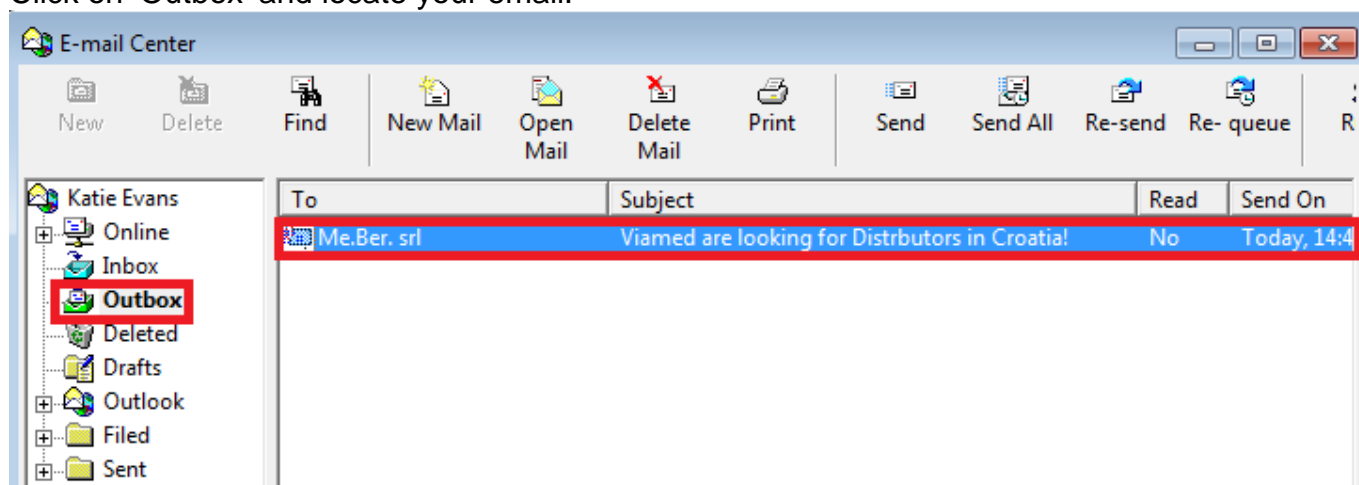 Click on 'Outbox' and locate your email.
E-mail Center
New Delete Find New Mail Open Mail Delete Mail Print Send Send All Re-send Re- queue R
Katie Evans
To Subject Read Send On
Online
Me.Ber. srl Viamed are looking for Distrbutors in Croatia! No Today, 14:4
Inbox
Outbox
Deleted
Drafts
Outlook
Filed
Sent